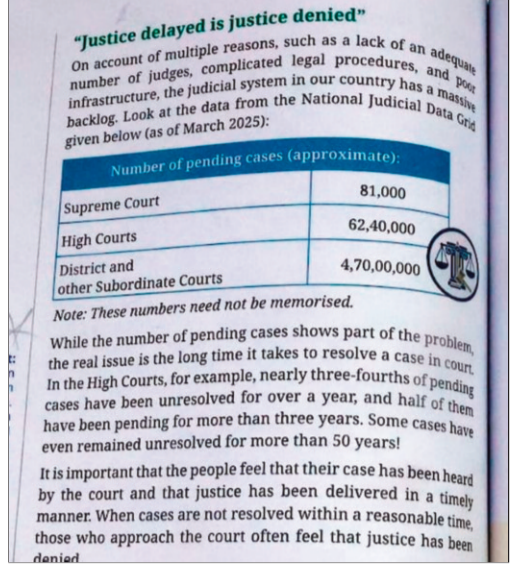 “Justice delayed is justice denied”
On account of multiple reasons, such as a lack of an adequate
number of judges, complicated legal procedures, and poor
infrastructure, the judicial system in our country has a massive
backlog. Look at the data from the National Judicial Data Grid
given below (as of March 2025):
Number of pending cases (approximate):
Supreme Court 81,000
High Courts 62,40,000
District and
other Subordinate Courts 4,70,00,000
Note: These numbers need not be memorised.
While the number of pending cases shows part of the problem,
the real issue is the long time it takes to resolve a case in court.
In the High Courts, for example, nearly three-fourths of pending
cases have been unresolved for over a year, and half of them
have been pending for more than three years. Some cases have
even remained unresolved for more than 50 years!
It is important that the people feel that their case has been heard
by the court and that justice has been delivered in a timely
manner. When cases are not resolved within a reasonable time,
those who approach the court often feel that justice has been
denied